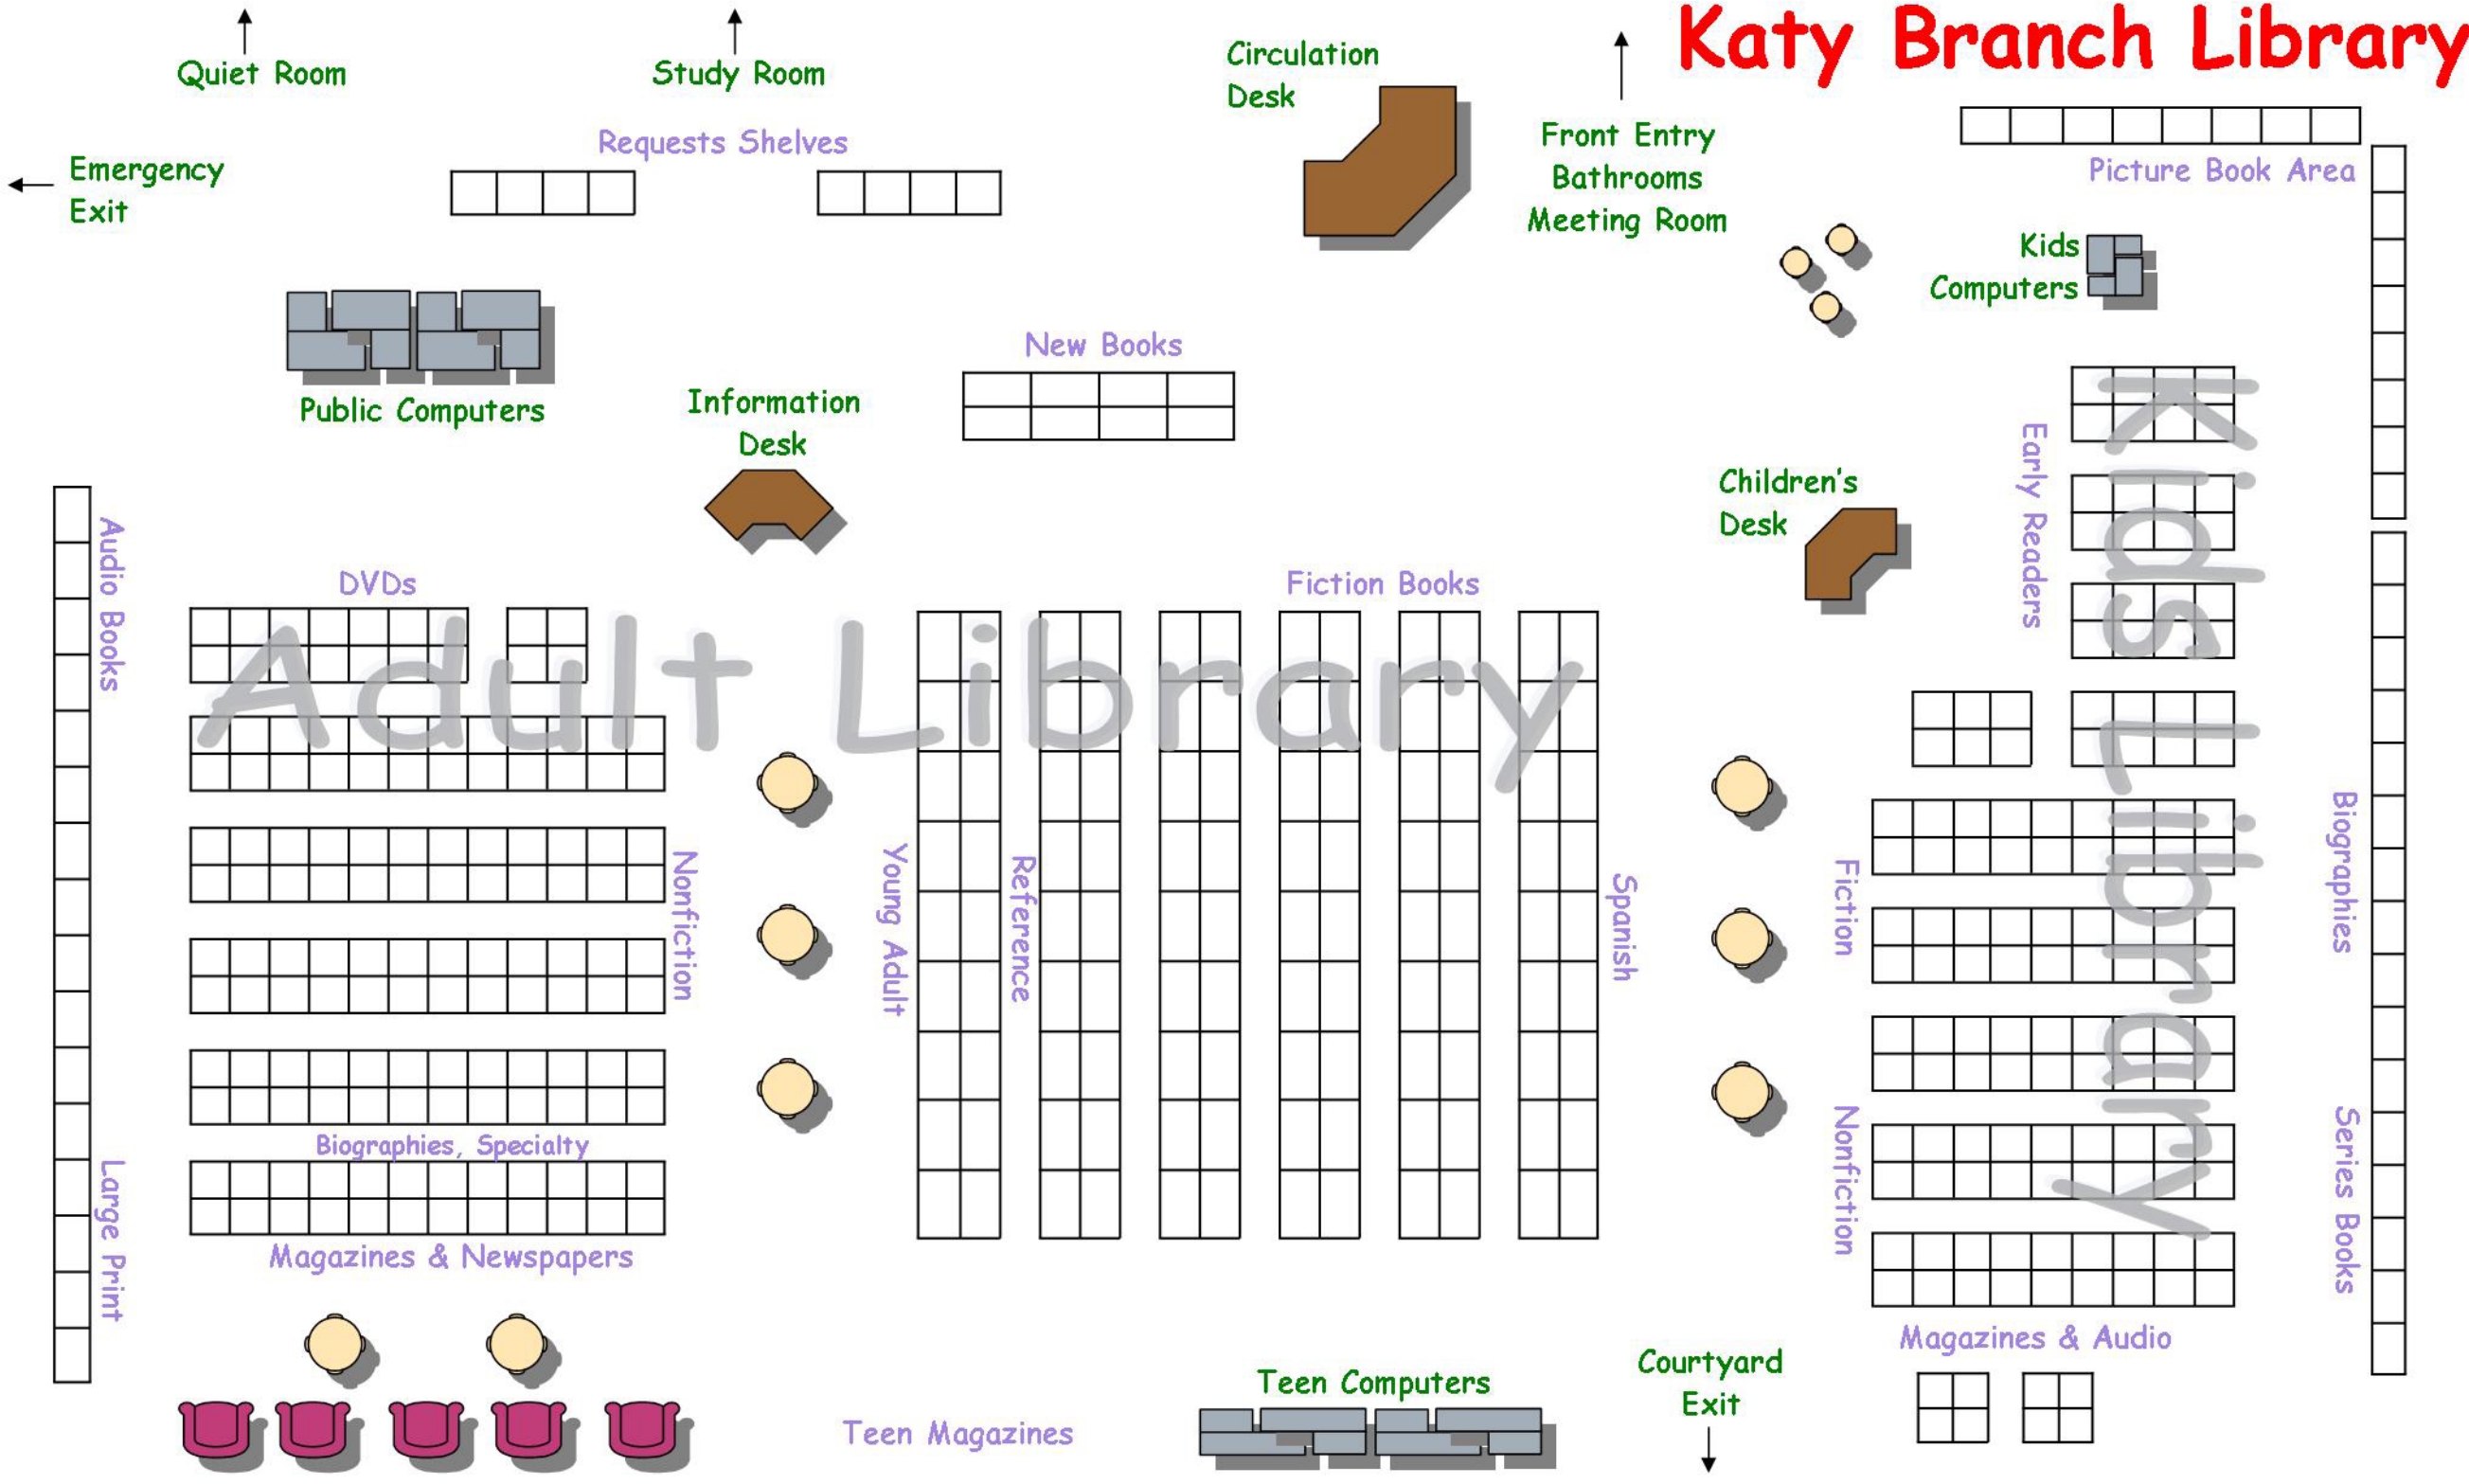 Katy Branch Library
Quiet Room
Study Room
Circulation
Desk
Front Entry
Bathrooms
Meeting Room
Requests Shelves
Emergency
Exit
Picture Book Area
Kids
Computers
New Books
Public Computers
Information
Desk
Early Readers
Children's
Desk
Audio Books
DVDs
Fiction Books
Adult Library
Kids Library
Nonfiction
Young Adult
Reference
Spanish
Fiction
Biographies
Biographies, Specialty
Large Print
Nonfiction
Series Books
Magazines & Newspapers
Magazines & Audio
Teen Computers
Courtyard
Exit
Teen Magazines